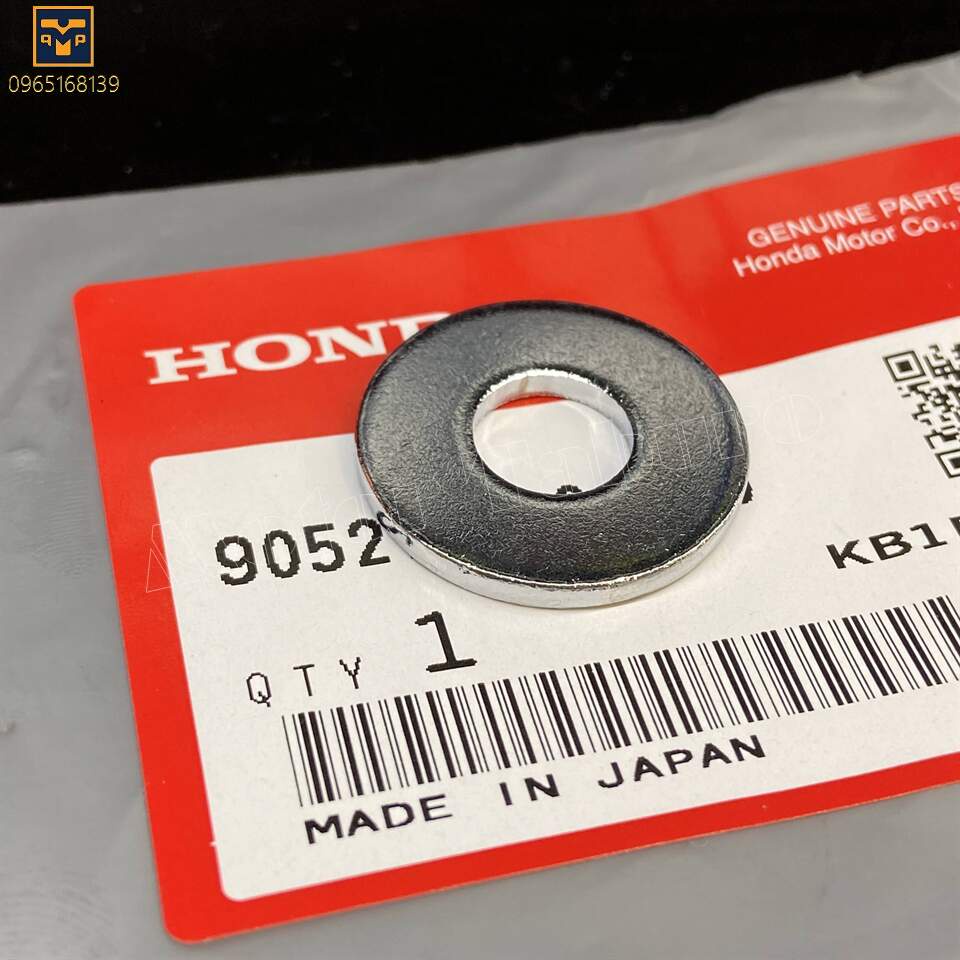 0965168139
GENUINE PARTS
Honda Motor Co.,
HOND
9052
KB1
QTY 1
MADE IN JAPAN